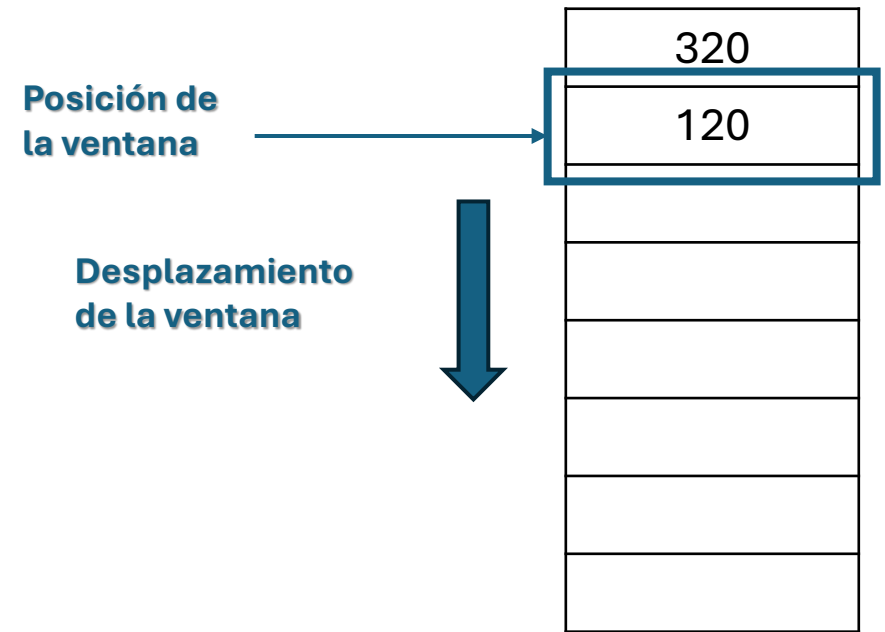 320
Posición de
la ventana
120
Desplazamiento
de la ventana